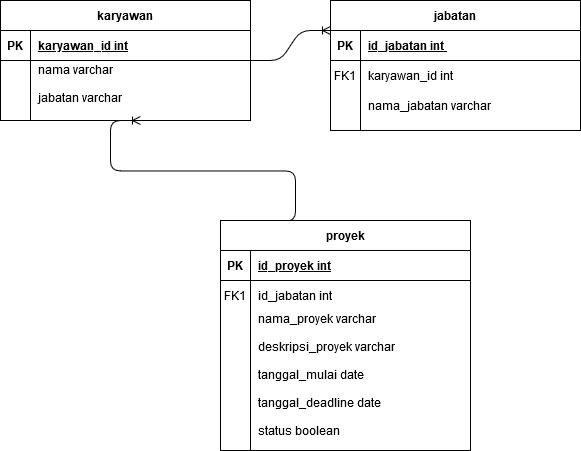 karyawan
PK karyawan_id int
nama varchar
jabatan varchar
jabatan
PK id_jabatan int
FK1 karyawan_id int
nama_jabatan varchar
proyek
PK id_proyek int
FK1 id_jabatan int
nama_proyek varchar
deskripsi_proyek varchar
tanggal_mulai date
tanggal_deadline date
status boolean